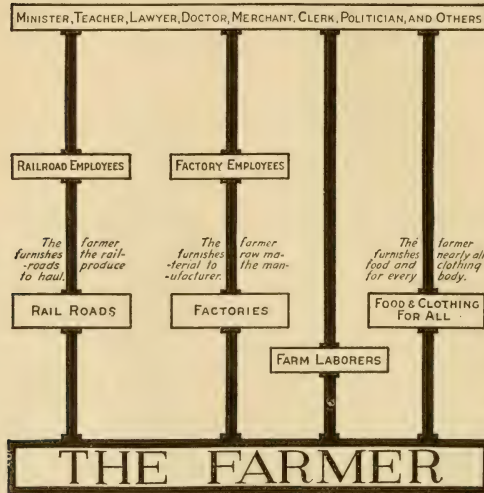 MINISTER, TEACHER, LAWYER, DOCTOR, MERCHANT, CLERK, POLITICIAN, AND OTHERS
RAILROAD EMPLOYEES
FACTORY EMPLOYEES
The farmer
furnishes the rail-
-roads produce
to haul.
The farmer
furnishes raw ma-
-terial to the man-
-ufacturer.
The farmer
furnishes nearly all
food and clothing
for every body.
RAIL ROADS
FACTORIES
FOOD & CLOTHING
FOR ALL
FARM LABORERS
THE FARMER